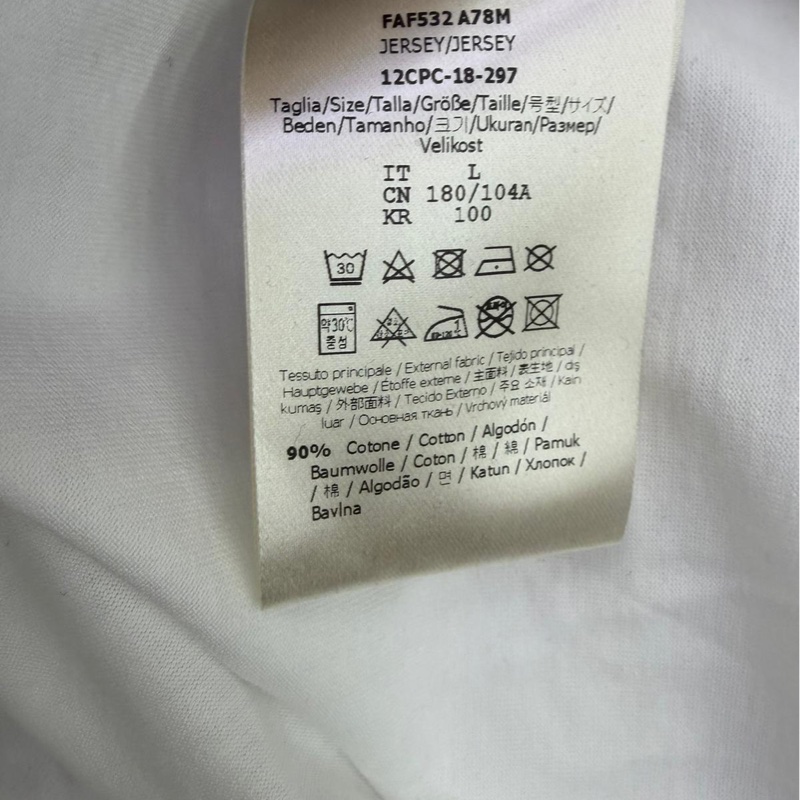 FAF532 A78M
JERSEY/JERSEY
12CPC-18-297
Taglia/Size/Talla/Größe/Taille/号型/サイズ/
Beden/Tamanho/크기/Ukuran/Размер/
Velikost
IT L
CN 180/104A
KR 100
30
약30℃
중성
1
Tessuto principale / External fabric / Tejido principal /
Hauptgewebe / Étoffe externe / 主面料 / 表生地 / dış
kumaş / 外部面料 / Tecido Externo / 주요 소재 / Kain
luar / Основная ткань / Vrchový materiál
90% Cotone / Cotton / Algodón /
Baumwolle / Coton / 棉 / 綿 / Pamuk
/ 棉 / Algodão / 면 / Katun / Хлопок /
Bavlna